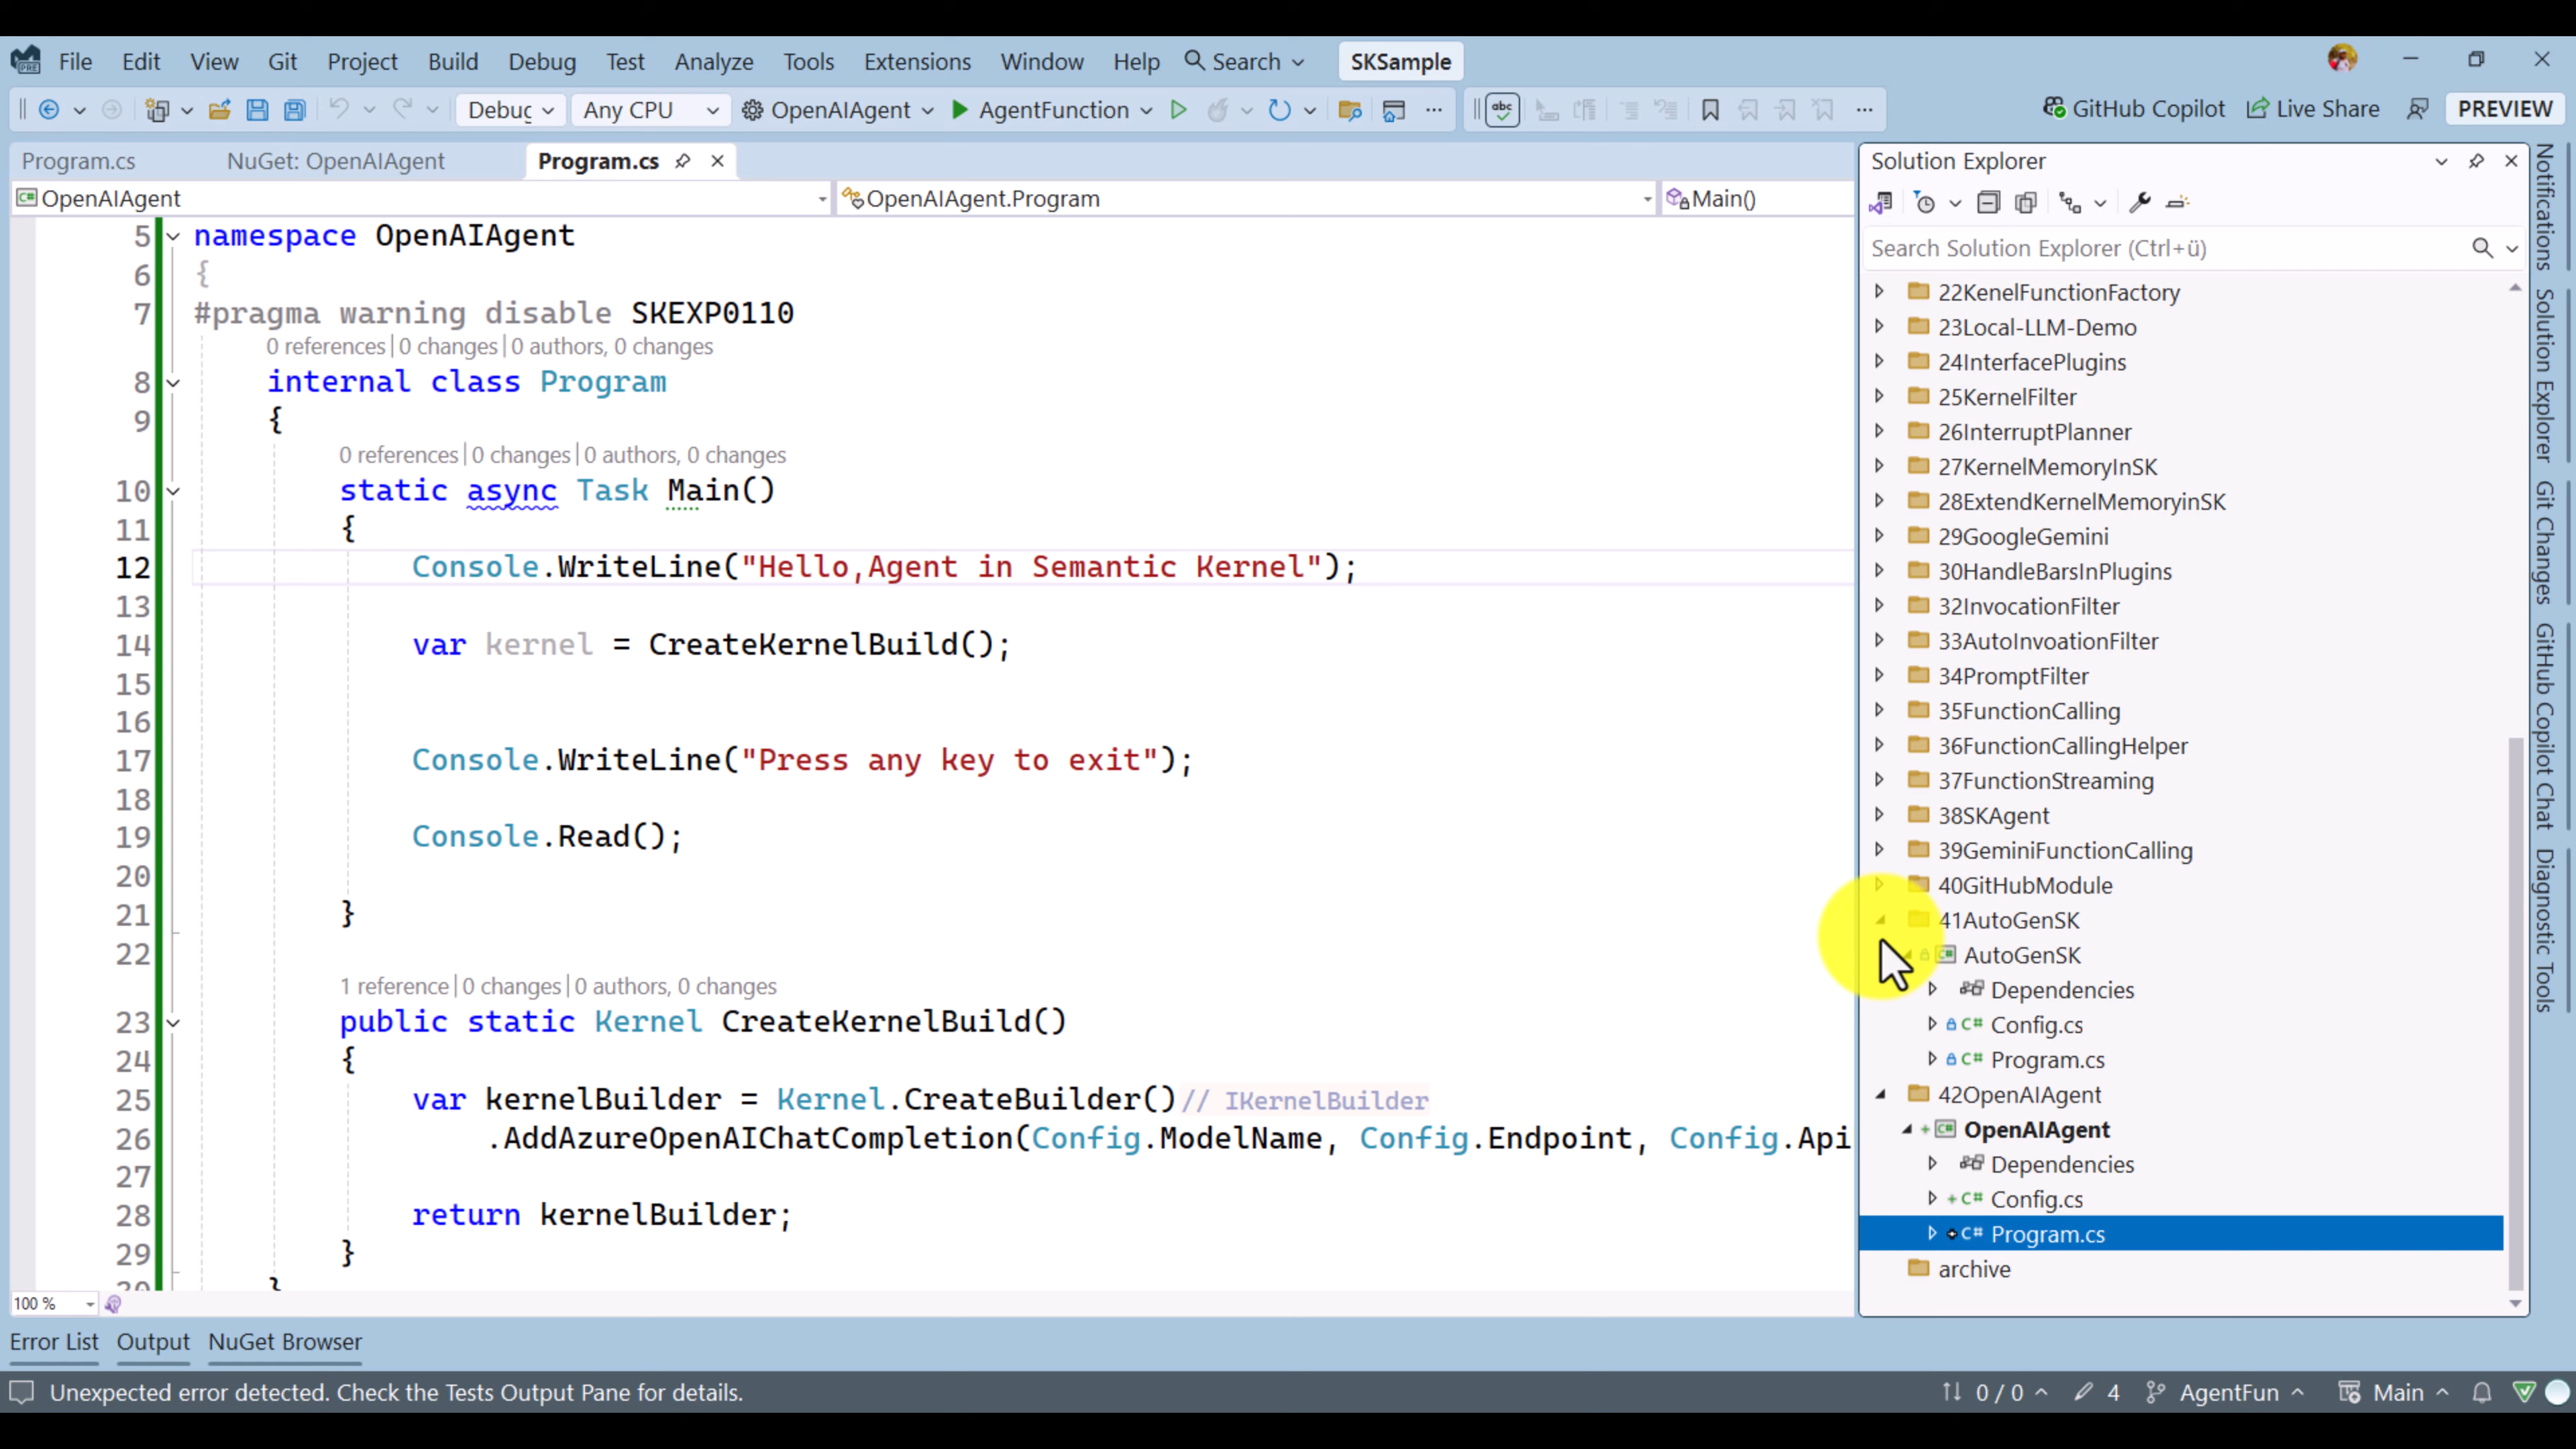 File Edit View Git Project Build Debug Test Analyze Tools Extensions Window Help Search SKSample
Debug Any CPU OpenAIAgent AgentFunction abc GitHub Copilot Live Share PREVIEW
Program.cs NuGet: OpenAIAgent Program.cs
OpenAIAgent OpenAIAgent.Program Main()
5 namespace OpenAIAgent
6 {
7 #pragma warning disable SKEXP0110
0 references | 0 changes | 0 authors, 0 changes
8 internal class Program
9 {
0 references | 0 changes | 0 authors, 0 changes
10 static async Task Main()
11 {
12 Console.WriteLine("Hello,Agent in Semantic Kernel");
13
14 var kernel = CreateKernelBuild();
15
16
17 Console.WriteLine("Press any key to exit");
18
19 Console.Read();
20
21 }
22
1 reference | 0 changes | 0 authors, 0 changes
23 public static Kernel CreateKernelBuild()
24 {
25 var kernelBuilder = Kernel.CreateBuilder() // IKernelBuilder
26 .AddAzureOpenAIChatCompletion(Config.ModelName, Config.Endpoint, Config.Api
27
28 return kernelBuilder;
29 }
30 }
100 %
Solution Explorer
Search Solution Explorer (Ctrl+ü)
22KenelFunctionFactory
23Local-LLM-Demo
24InterfacePlugins
25KernelFilter
26InterruptPlanner
27KernelMemoryInSK
28ExtendKernelMemoryinSK
29GoogleGemini
30HandleBarsInPlugins
32InvocationFilter
33AutoInvoationFilter
34PromptFilter
35FunctionCalling
36FunctionCallingHelper
37FunctionStreaming
38SKAgent
39GeminiFunctionCalling
40GitHubModule
41AutoGenSK
C# AutoGenSK
Dependencies
C# Config.cs
C# Program.cs
42OpenAIAgent
C# OpenAIAgent
Dependencies
C# Config.cs
C# Program.cs
archive
Notifications
Solution Explorer
Git Changes
GitHub Copilot Chat
Diagnostic Tools
Error List Output NuGet Browser
Unexpected error detected. Check the Tests Output Pane for details. 0 / 0 4 AgentFun Main